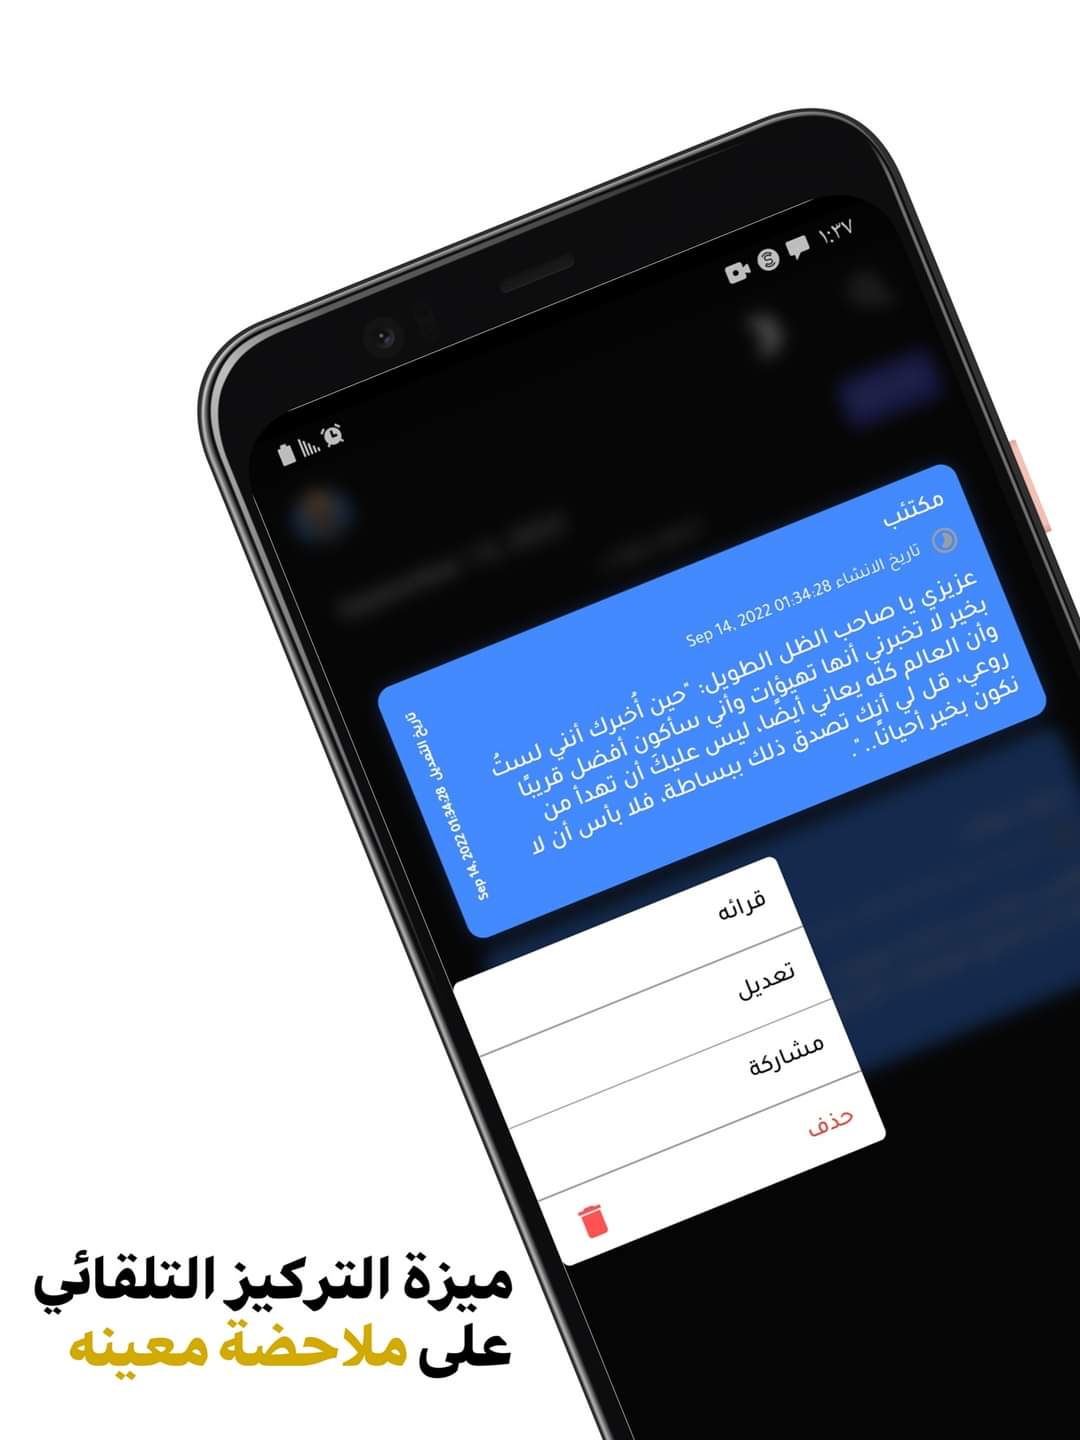 ١:٣٧
مكتئب
تاريخ الانشاء Sep 14, 2022 01:34:28
عزيزي يا صاحب الظل الطويل: "حين أُخبرك أنني لستُ
بخير لا تخبرني أنها تهيؤات وأني سأكون أفضل قريبًا
وأن العالم كله يعاني أيضًا، ليس عليكَ أن تهدأ من
روعي، قل لي أنك تصدق ذلك ببساطة، فلا بأس أن لا
نكون بخير أحيانًا.. ".
تاريخ التعديل Sep 14, 2022 01:34:28
قرائه
تعديل
مشاركة
حذف
ميزة التركيز التلقائي
على ملاحضة معينه